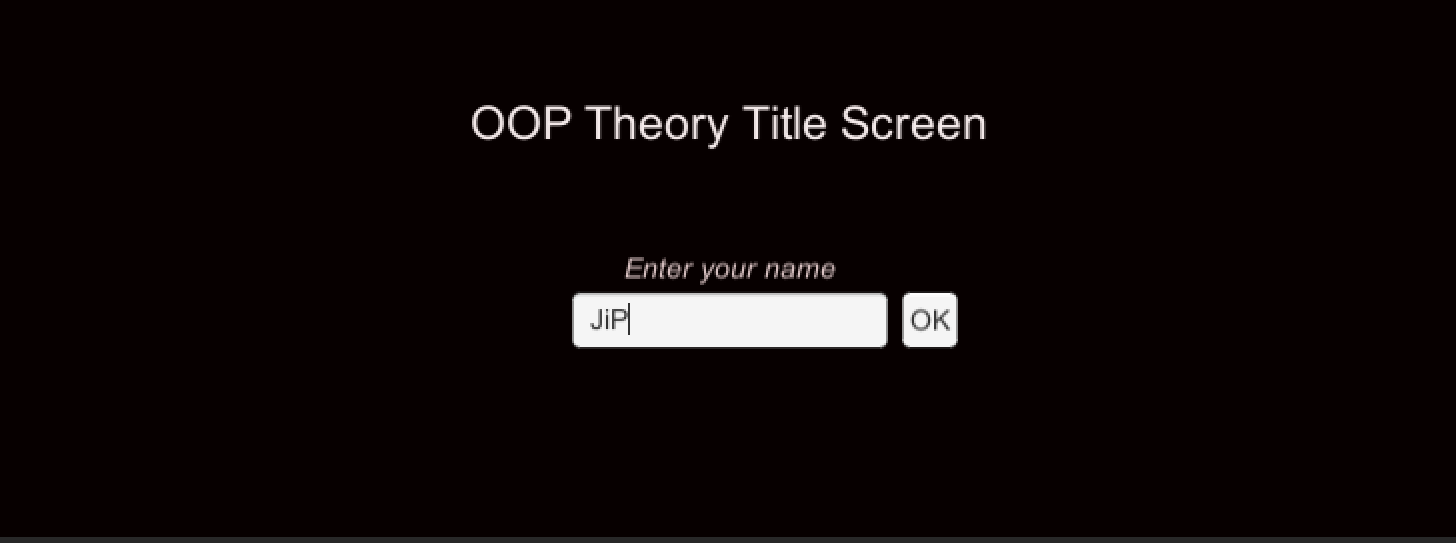 OOP Theory Title Screen
Enter your name
JiP OK